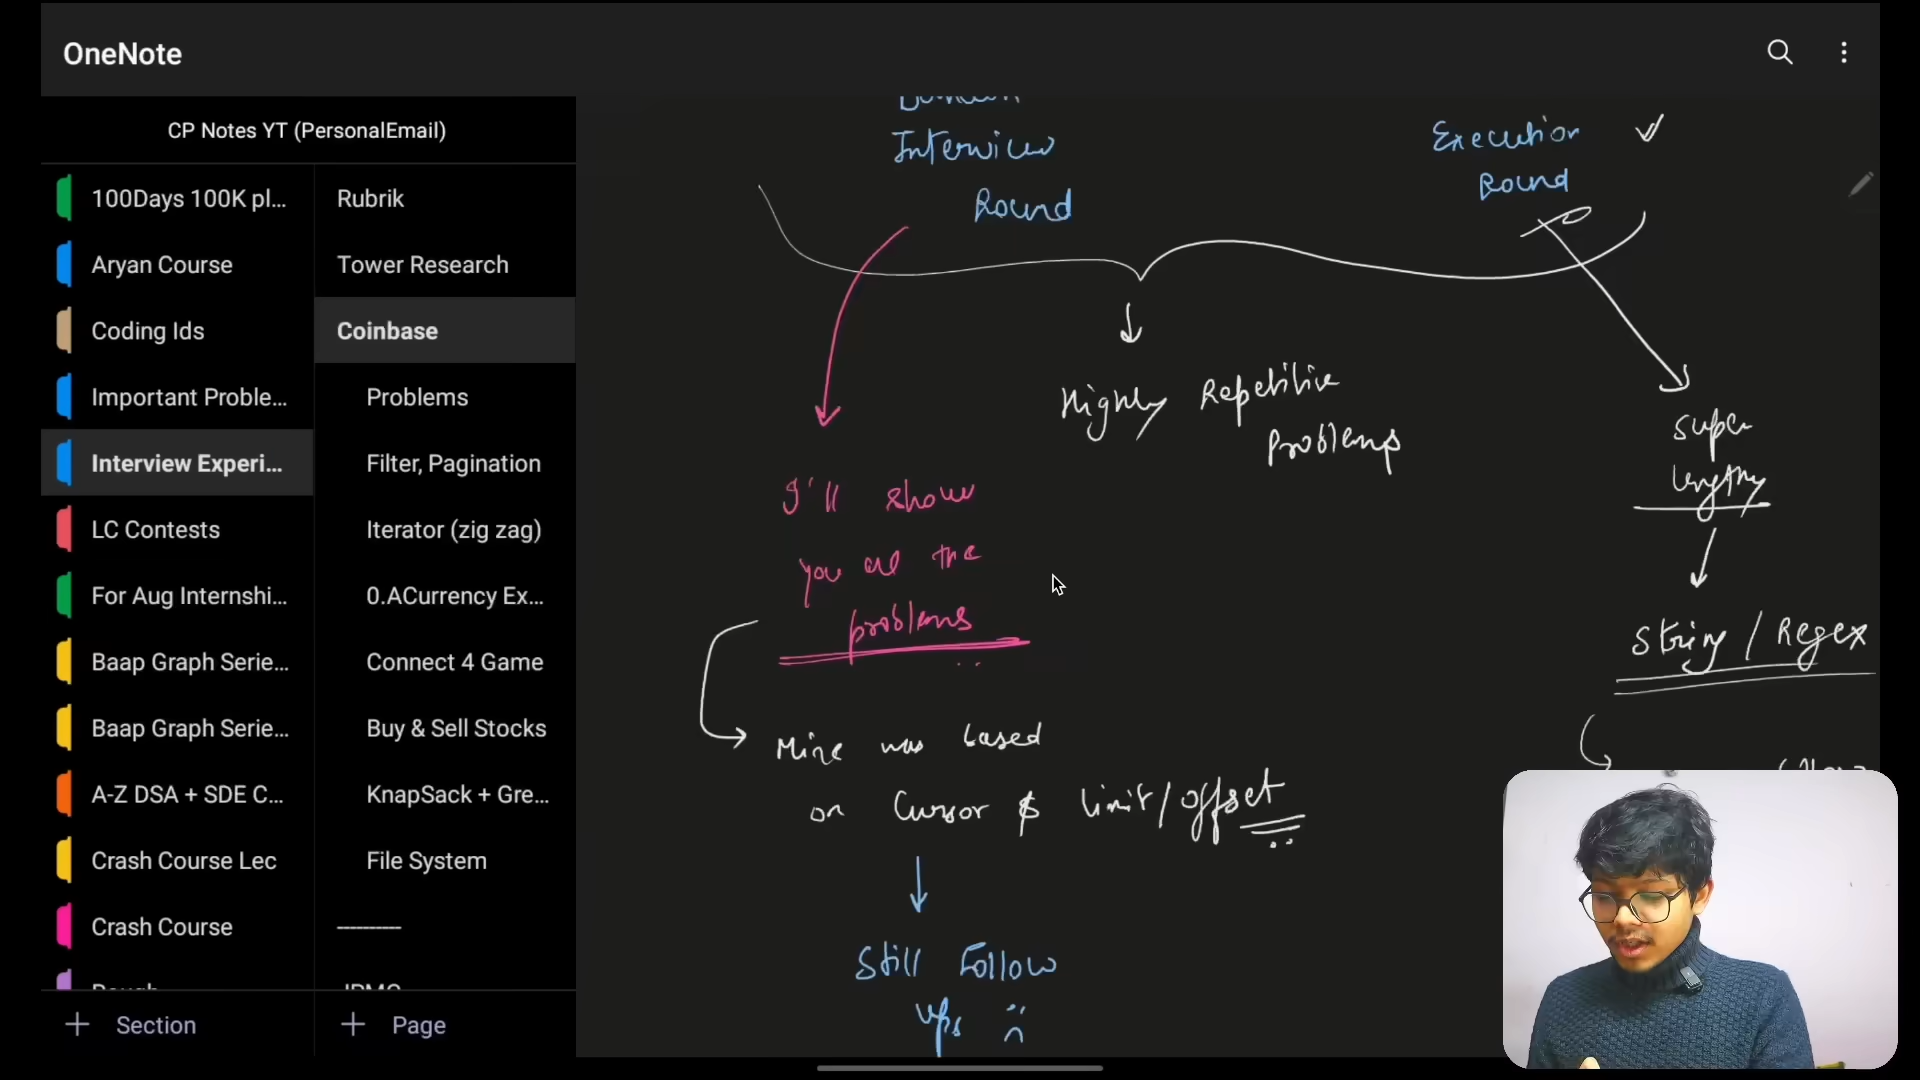 OneNote
CP Notes YT (PersonalEmail)
100Days 100K pl...
Aryan Course
Coding Ids
Important Proble...
Interview Experi...
LC Contests
For Aug Internshi...
Baap Graph Serie...
Baap Graph Serie...
A-Z DSA + SDE C...
Crash Course Lec
Crash Course
+ Section
Rubrik
Tower Research
Coinbase
Problems
Filter, Pagination
Iterator (zig zag)
0.ACurrency Ex...
Connect 4 Game
Buy & Sell Stocks
KnapSack + Gre...
File System
----------
+ Page
Interview
Round
Execution
Round
Highly Repetitive
Problems
Super
lengthy
String / Regex
I'll show
you all the
problems
Mine was based
on Cursor & limit/offset
Still Follow
ups